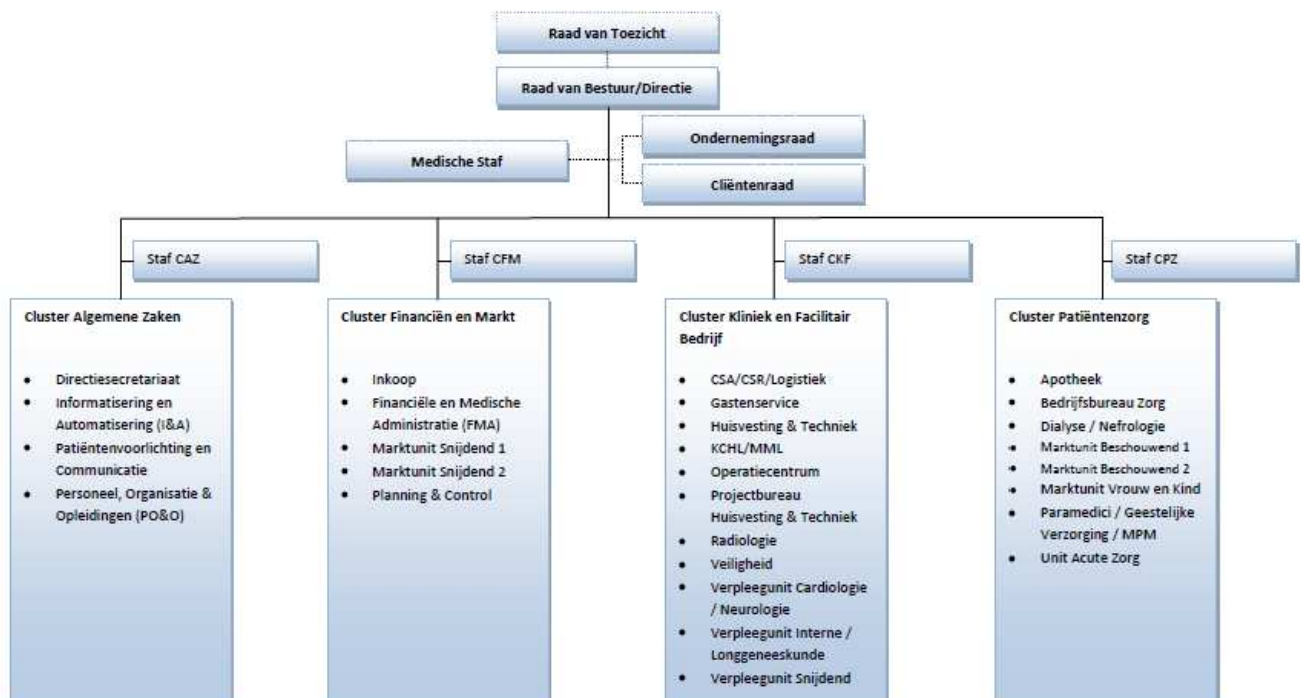 Raad van Toezicht
Raad van Bestuur/Directie
Ondernemingsraad
Medische Staf
Cliëntenraad
Staf CAZ
Staf CFM
Staf CKF
Staf CPZ
Cluster Algemene Zaken
• Directiesecretariaat
• Informatisering en
Automatisering (I&A)
• Patiëntenvoorlichting en
Communicatie
• Personeel, Organisatie &
Opleidingen (PO&O)
Cluster Financiën en Markt
• Inkoop
• Financiële en Medische
Administratie (FMA)
• Marktunit Snijdend 1
• Marktunit Snijdend 2
• Planning & Control
Cluster Kliniek en Facilitair
Bedrijf
• CSA/CSR/Logistiek
• Gastenservice
• Huisvesting & Techniek
• KCHL/MML
• Operatiecentrum
• Projectbureau
Huisvesting & Techniek
• Radiologie
• Veiligheid
• Verpleegunit Cardiologie
/ Neurologie
• Verpleegunit Interne /
Longgeneeskunde
• Verpleegunit Snijdend
Cluster Patiëntenzorg
• Apotheek
• Bedrijfsbureau Zorg
• Dialyse / Nefrologie
• Marktunit Beschouwend 1
• Marktunit Beschouwend 2
• Marktunit Vrouw en Kind
• Paramedici / Geestelijke
Verzorging / MPM
• Unit Acute Zorg